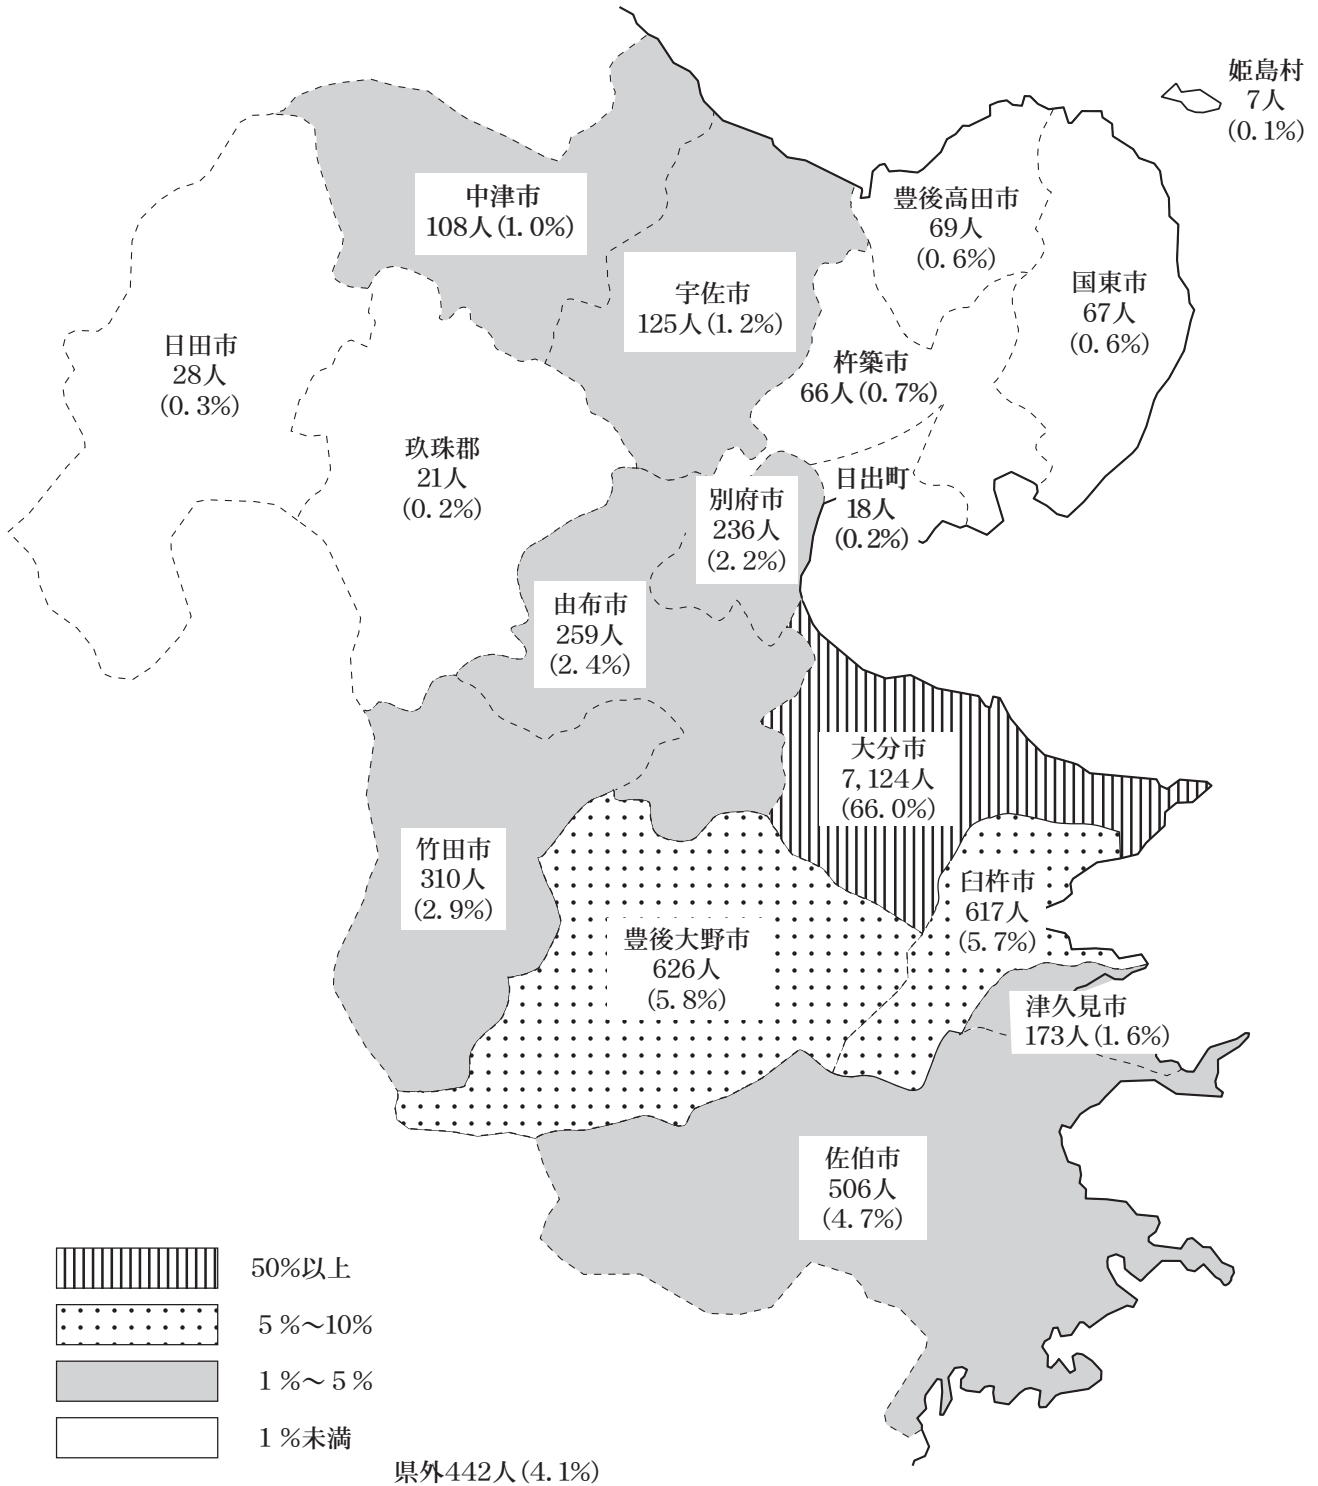 姫島村
7人
(0.1%)
中津市
108人(1.0%)
豊後高田市
69人
(0.6%)
宇佐市
125人(1.2%)
国東市
67人
(0.6%)
日田市
28人
(0.3%)
杵築市
66人(0.7%)
玖珠郡
21人
(0.2%)
別府市
236人
(2.2%)
日出町
18人
(0.2%)
由布市
259人
(2.4%)
大分市
7,124人
(66.0%)
竹田市
310人
(2.9%)
臼杵市
617人
(5.7%)
豊後大野市
626人
(5.8%)
津久見市
173人(1.6%)
佐伯市
506人
(4.7%)
50%以上
5%～10%
1%～5%
1%未満
県外442人(4.1%)